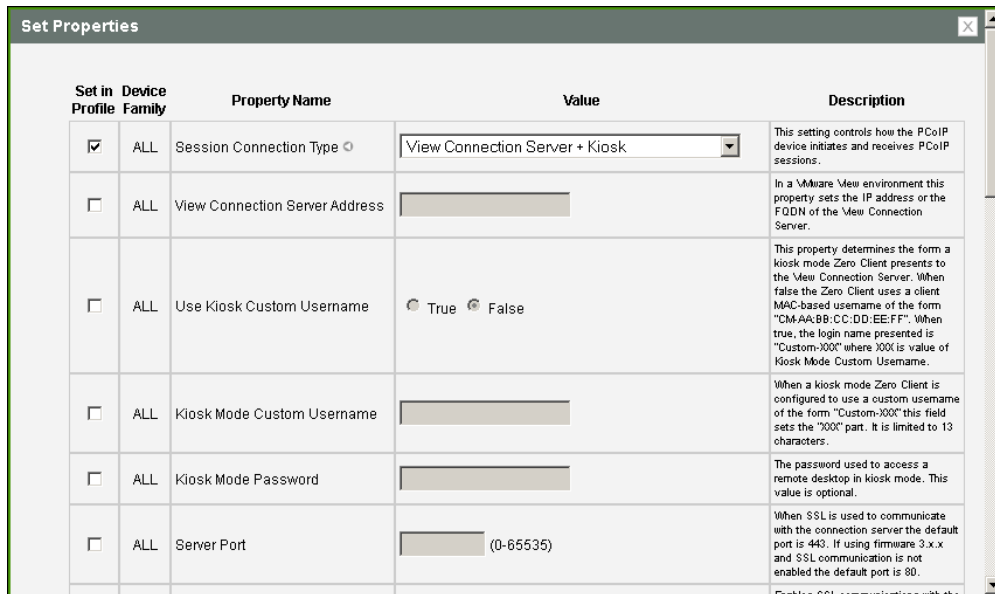 Set Properties
X
Set in Profile
Device Family
Property Name
Value
Description
ALL
Session Connection Type
View Connection Server + Kiosk
This setting controls how the PCoIP
device initiates and receives PCoIP
sessions.
ALL
View Connection Server Address
In a VMware View environment this
property sets the IP address or the
FQDN of the View Connection
Server.
ALL
Use Kiosk Custom Username
True
False
This property determines the form a
kiosk mode Zero Client presents to
the View Connection Server. When
false the Zero Client uses a client
MAC-based username of the form
"CM-AA:BB:CC:DD:EE:FF". When
true, the login name presented is
"Custom-XXX" where XXX is value of
Kiosk Mode Custom Username.
ALL
Kiosk Mode Custom Username
When a kiosk mode Zero Client is
configured to use a custom username
of the form "Custom-XXX" this field
sets the "XXX" part. It is limited to 13
characters.
ALL
Kiosk Mode Password
The password used to access a
remote desktop in kiosk mode. This
value is optional.
ALL
Server Port
(0-65535)
When SSL is used to communicate
with the connection server the default
port is 443. If using firmware 3.x.x
and SSL communication is not
enabled the default port is 80.
Enables SSL communications with the